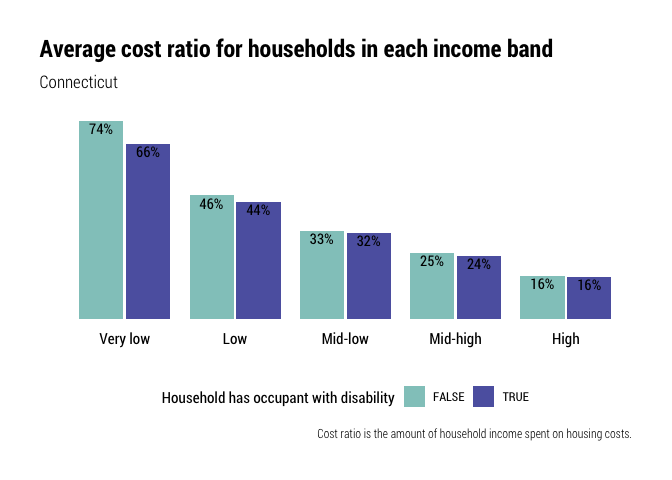 Average cost ratio for households in each income band
Connecticut
74%
66%
46%
44%
33%
32%
25%
24%
16%
16%
Very low
Low
Mid-low
Mid-high
High
Household has occupant with disability
FALSE
TRUE
Cost ratio is the amount of household income spent on housing costs.